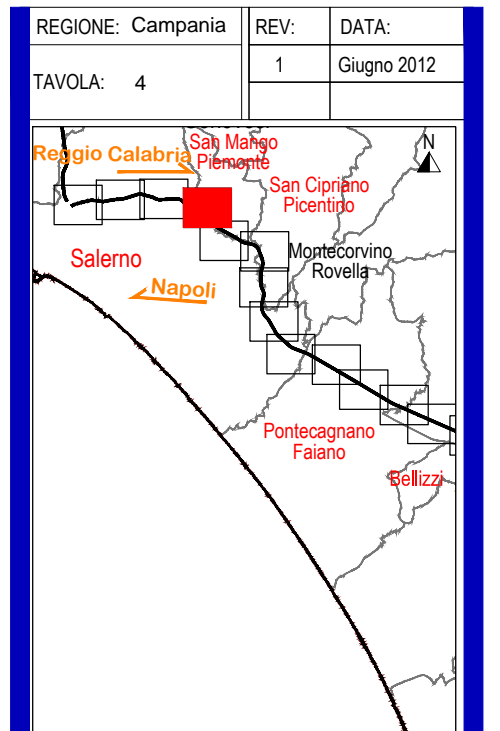 REGIONE: Campania
REV:
DATA:
TAVOLA: 4
1
Giugno 2012
San Mango
Piemonte
Reggio Calabria
N
San Cipriano
Picentino
Montecorvino
Rovella
Salerno
Napoli
Pontecagnano
Faiano
Bellizzi